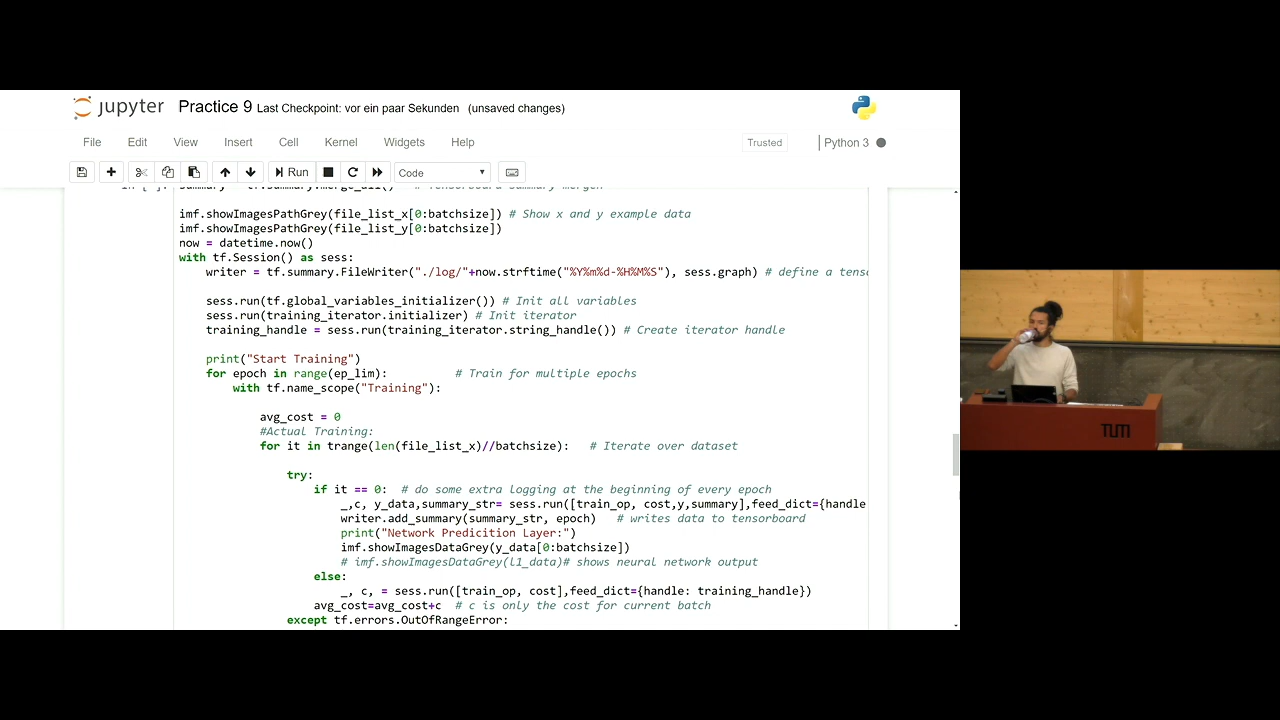 jupyter Practice 9 Last Checkpoint: vor ein paar Sekunden (unsaved changes)
File Edit View Insert Cell Kernel Widgets Help Trusted Python 3
Run Code
imf.showImagesPathGrey(file_list_x[0:batchsize]) # Show x and y example data
imf.showImagesPathGrey(file_list_y[0:batchsize])
now = datetime.now()
with tf.Session() as sess:
writer = tf.summary.FileWriter("./log/"+now.strftime("%Y%m%d-%H%M%S"), sess.graph) # define a tens
sess.run(tf.global_variables_initializer()) # Init all variables
sess.run(training_iterator.initializer) # Init iterator
training_handle = sess.run(training_iterator.string_handle()) # Create iterator handle
print("Start Training")
for epoch in range(ep_lim): # Train for multiple epochs
with tf.name_scope("Training"):
avg_cost = 0
#Actual Training:
for it in trange(len(file_list_x)//batchsize): # Iterate over dataset
try:
if it == 0: # do some extra logging at the beginning of every epoch
_,c, y_data,summary_str= sess.run([train_op, cost,y,summary],feed_dict={handle
writer.add_summary(summary_str, epoch) # writes data to tensorboard
print("Network Predicition Layer:")
imf.showImagesDataGrey(y_data[0:batchsize])
# imf.showImagesDataGrey(l1_data)# shows neural network output
else:
_, c, = sess.run([train_op, cost],feed_dict={handle: training_handle})
avg_cost=avg_cost+c # c is only the cost for current batch
except tf.errors.OutOfRangeError:
TUM